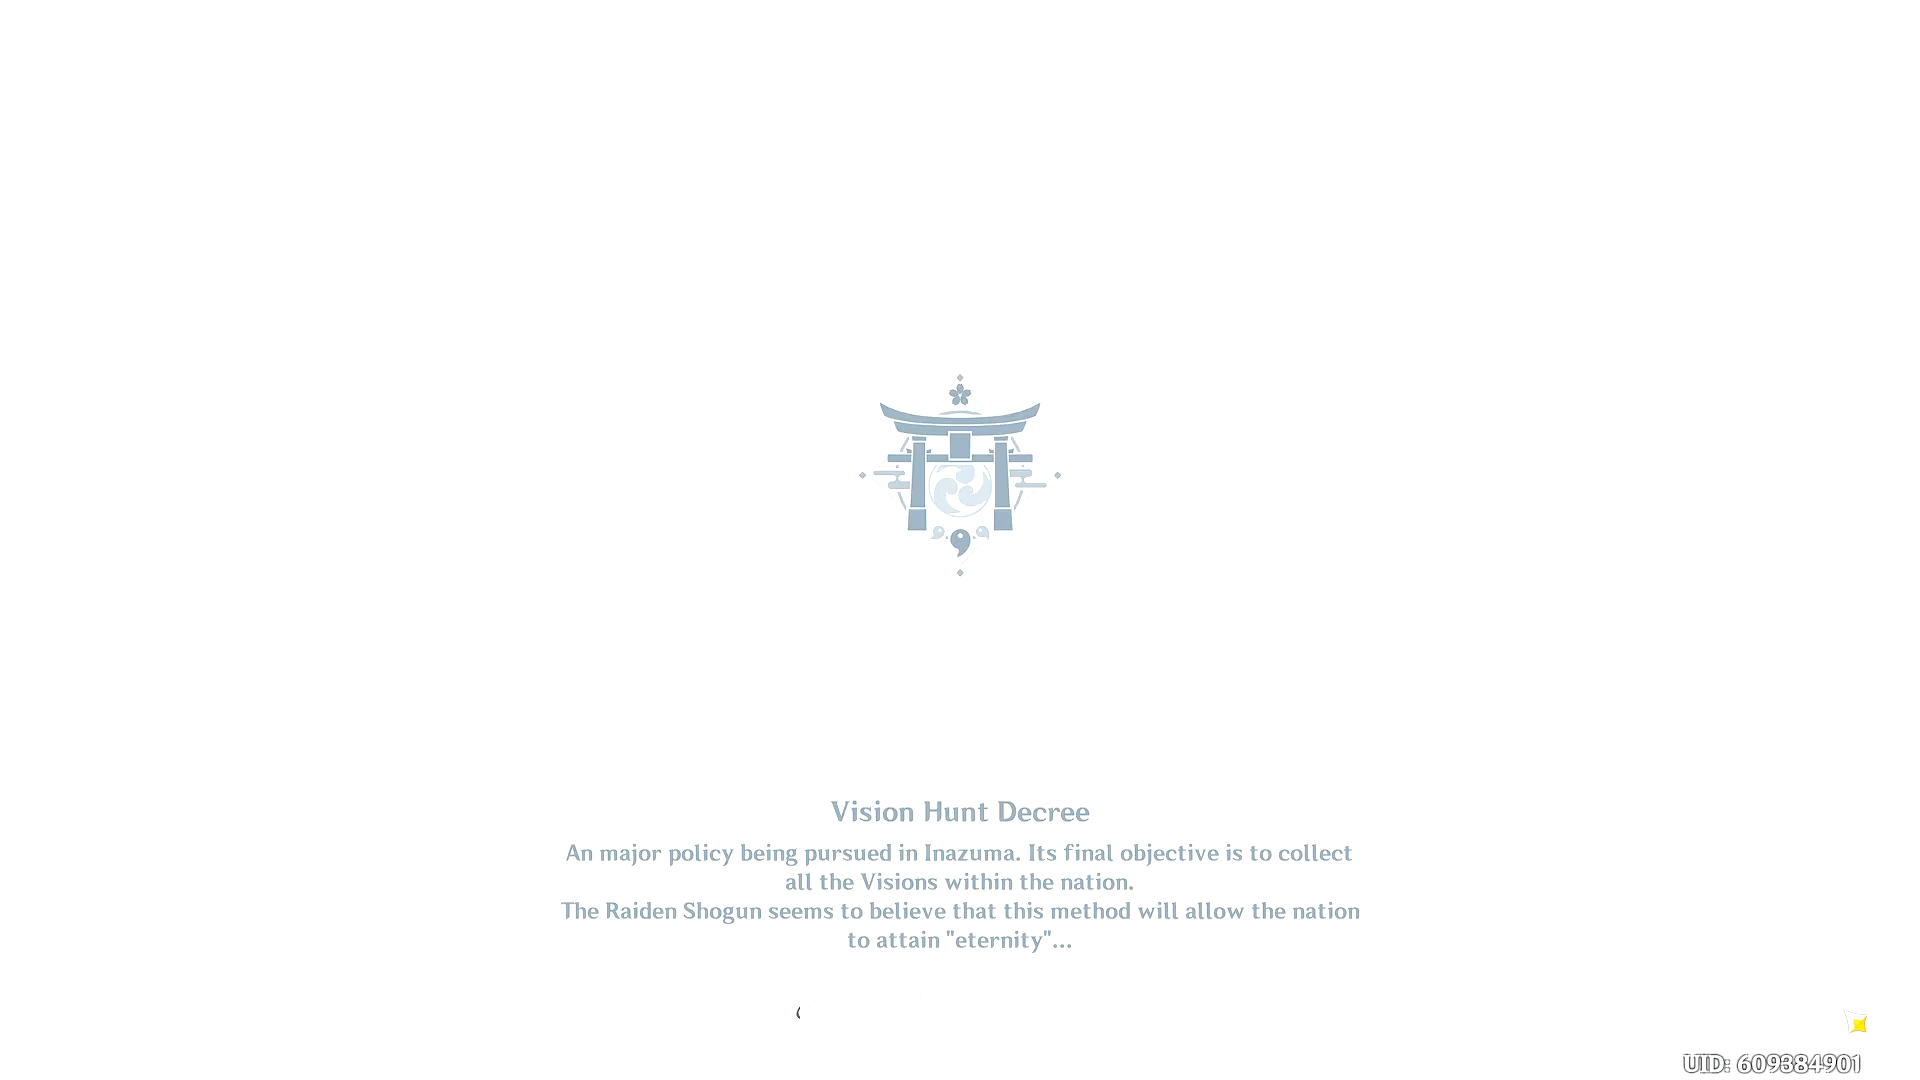 Vision Hunt Decree
An major policy being pursued in Inazuma. Its final objective is to collect
all the Visions within the nation.
The Raiden Shogun seems to believe that this method will allow the nation
to attain "eternity"...
UID: 609384901